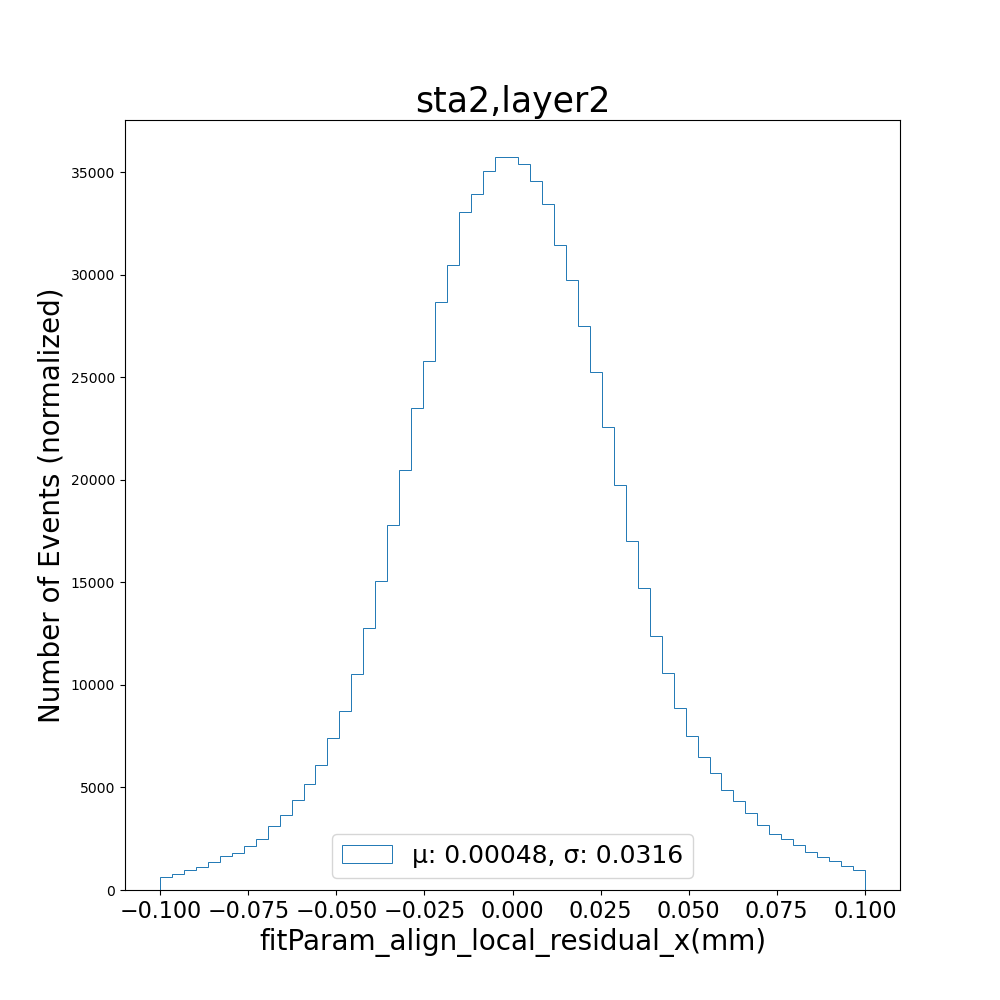 sta2,layer2
Number of Events (normalized)
35000
30000
25000
20000
15000
10000
5000
0
μ: 0.00048, σ: 0.0316
−0.100 −0.075 −0.050 −0.025 0.000 0.025 0.050 0.075 0.100
fitParam_align_local_residual_x(mm)